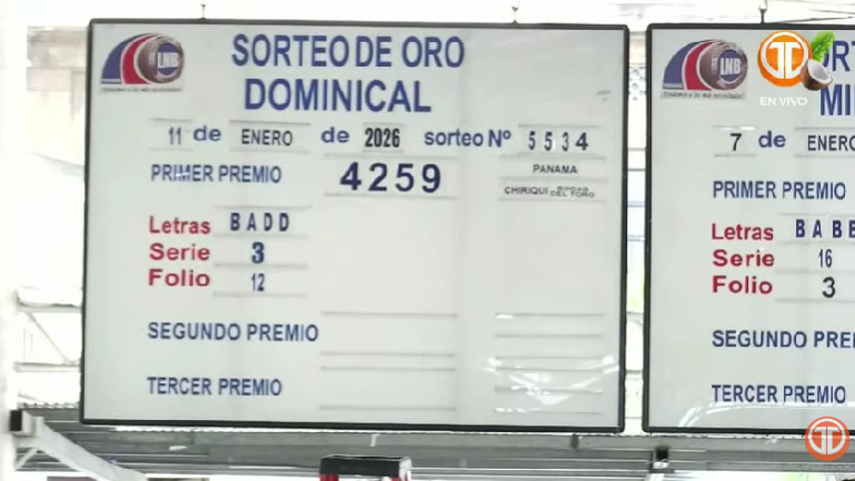 LNB
SORTEO DE ORO
DOMINICAL
11 de ENERO de 2026 sorteo Nº 5534
PRIMER PREMIO 4259 PANAMA
CHIRIQUI BOCAS DEL TORO
Letras BADD
Serie 3
Folio 12
SEGUNDO PREMIO
TERCER PREMIO
LNB
EN VIVO
MI
7 de ENERO
PRIMER PREMIO
Letras BABB
Serie 16
Folio 3
SEGUNDO PRE
TERCER PREMIO